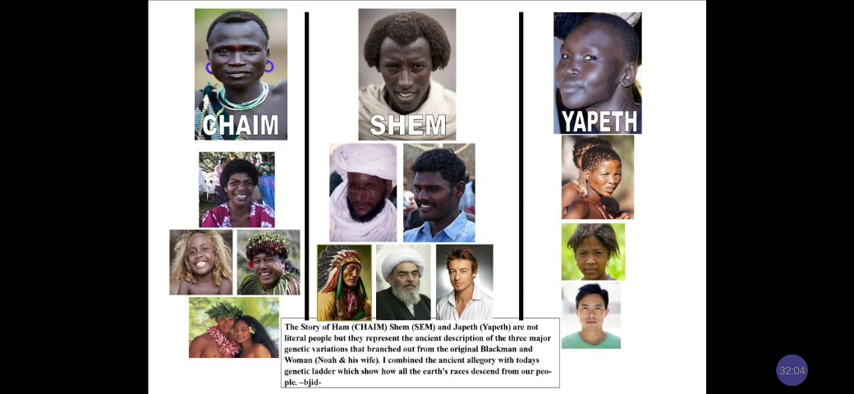 CHAIM
SHEM
YAPETH
The Story of Ham (CHAIM) Shem (SEM) and Japeth (Yapeth) are not
literal people but they represent the ancient description of the three major
genetic variations that branched out from the original Blackman and
Woman (Noah & his wife). I combined the ancient allegory with todays
genetic ladder which show how all the earth's races descend from our peo-
ple. –bjid-
32:04